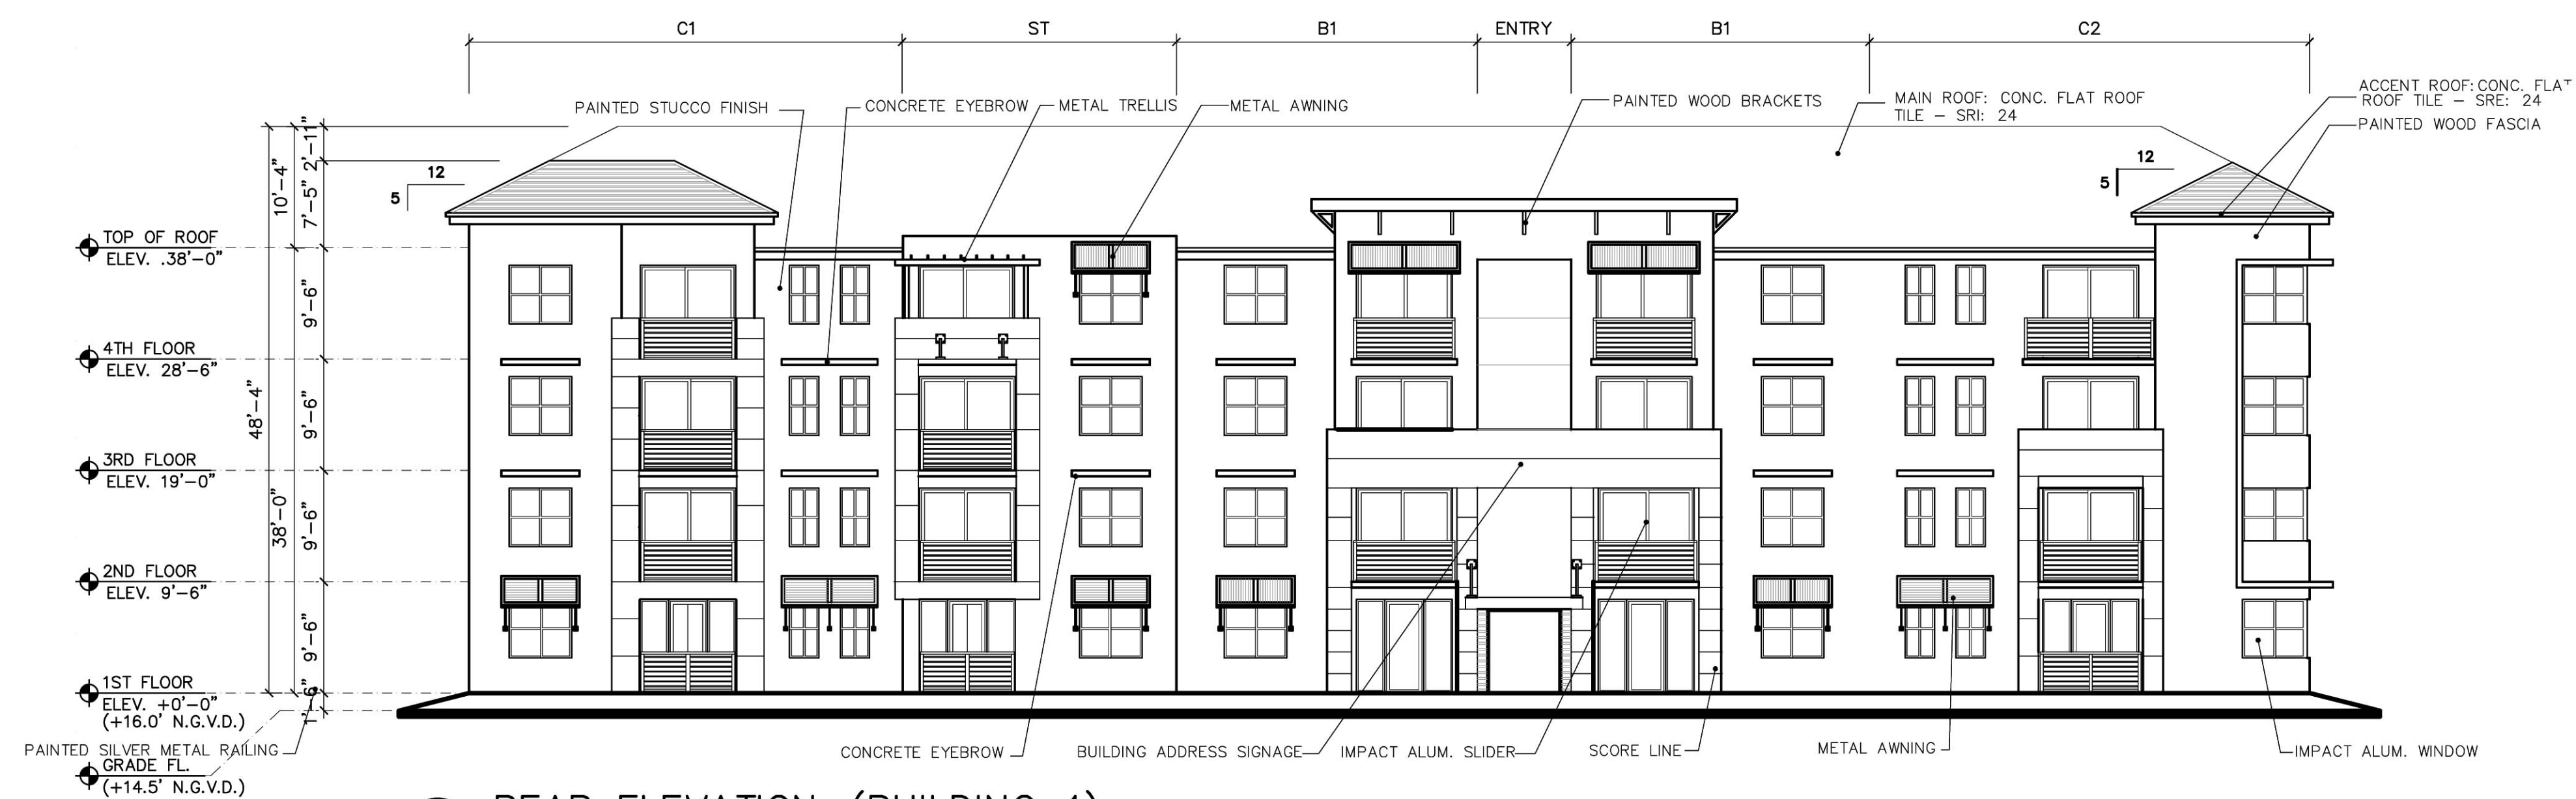 C1
ST
B1
ENTRY
B1
C2
PAINTED STUCCO FINISH
CONCRETE EYEBROW
METAL TRELLIS
METAL AWNING
PAINTED WOOD BRACKETS
MAIN ROOF: CONC. FLAT ROOF
TILE – SRI: 24
ACCENT ROOF: CONC. FLAT
ROOF TILE – SRE: 24
PAINTED WOOD FASCIA
2'–11"
10'–4"
7'–5"
12
5
12
5
TOP OF ROOF
ELEV. .38'–0"
9'–6"
4TH FLOOR
ELEV. 28'–6"
48'–4"
9'–6"
3RD FLOOR
ELEV. 19'–0"
38'–0"
9'–6"
2ND FLOOR
ELEV. 9'–6"
9'–6"
1ST FLOOR
ELEV. +0'–0"
(+16.0' N.G.V.D.)
1'–6"
PAINTED SILVER METAL RAILING
GRADE FL.
(+14.5' N.G.V.D.)
CONCRETE EYEBROW
BUILDING ADDRESS SIGNAGE
IMPACT ALUM. SLIDER
SCORE LINE
METAL AWNING
IMPACT ALUM. WINDOW
REAR ELEVATION (BUILDING 4)